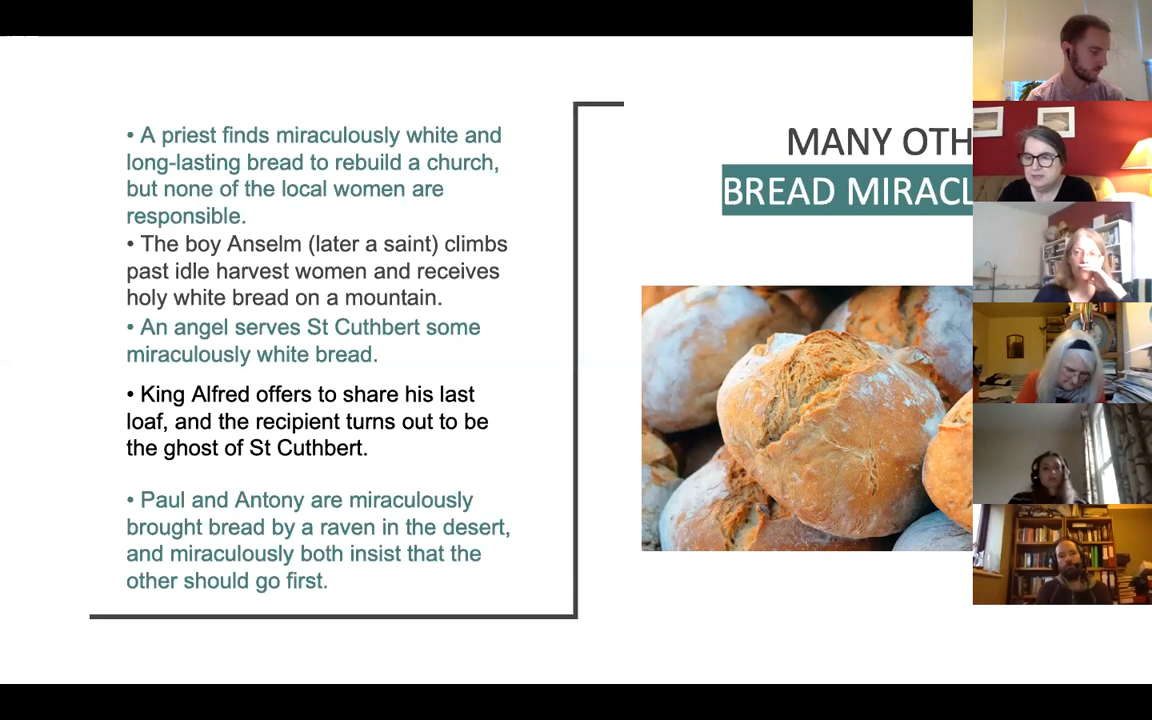 • A priest finds miraculously white and
long-lasting bread to rebuild a church,
but none of the local women are
responsible.
• The boy Anselm (later a saint) climbs
past idle harvest women and receives
holy white bread on a mountain.
• An angel serves St Cuthbert some
miraculously white bread.
• King Alfred offers to share his last
loaf, and the recipient turns out to be
the ghost of St Cuthbert.
• Paul and Antony are miraculously
brought bread by a raven in the desert,
and miraculously both insist that the
other should go first.
MANY OTH
BREAD MIRACL